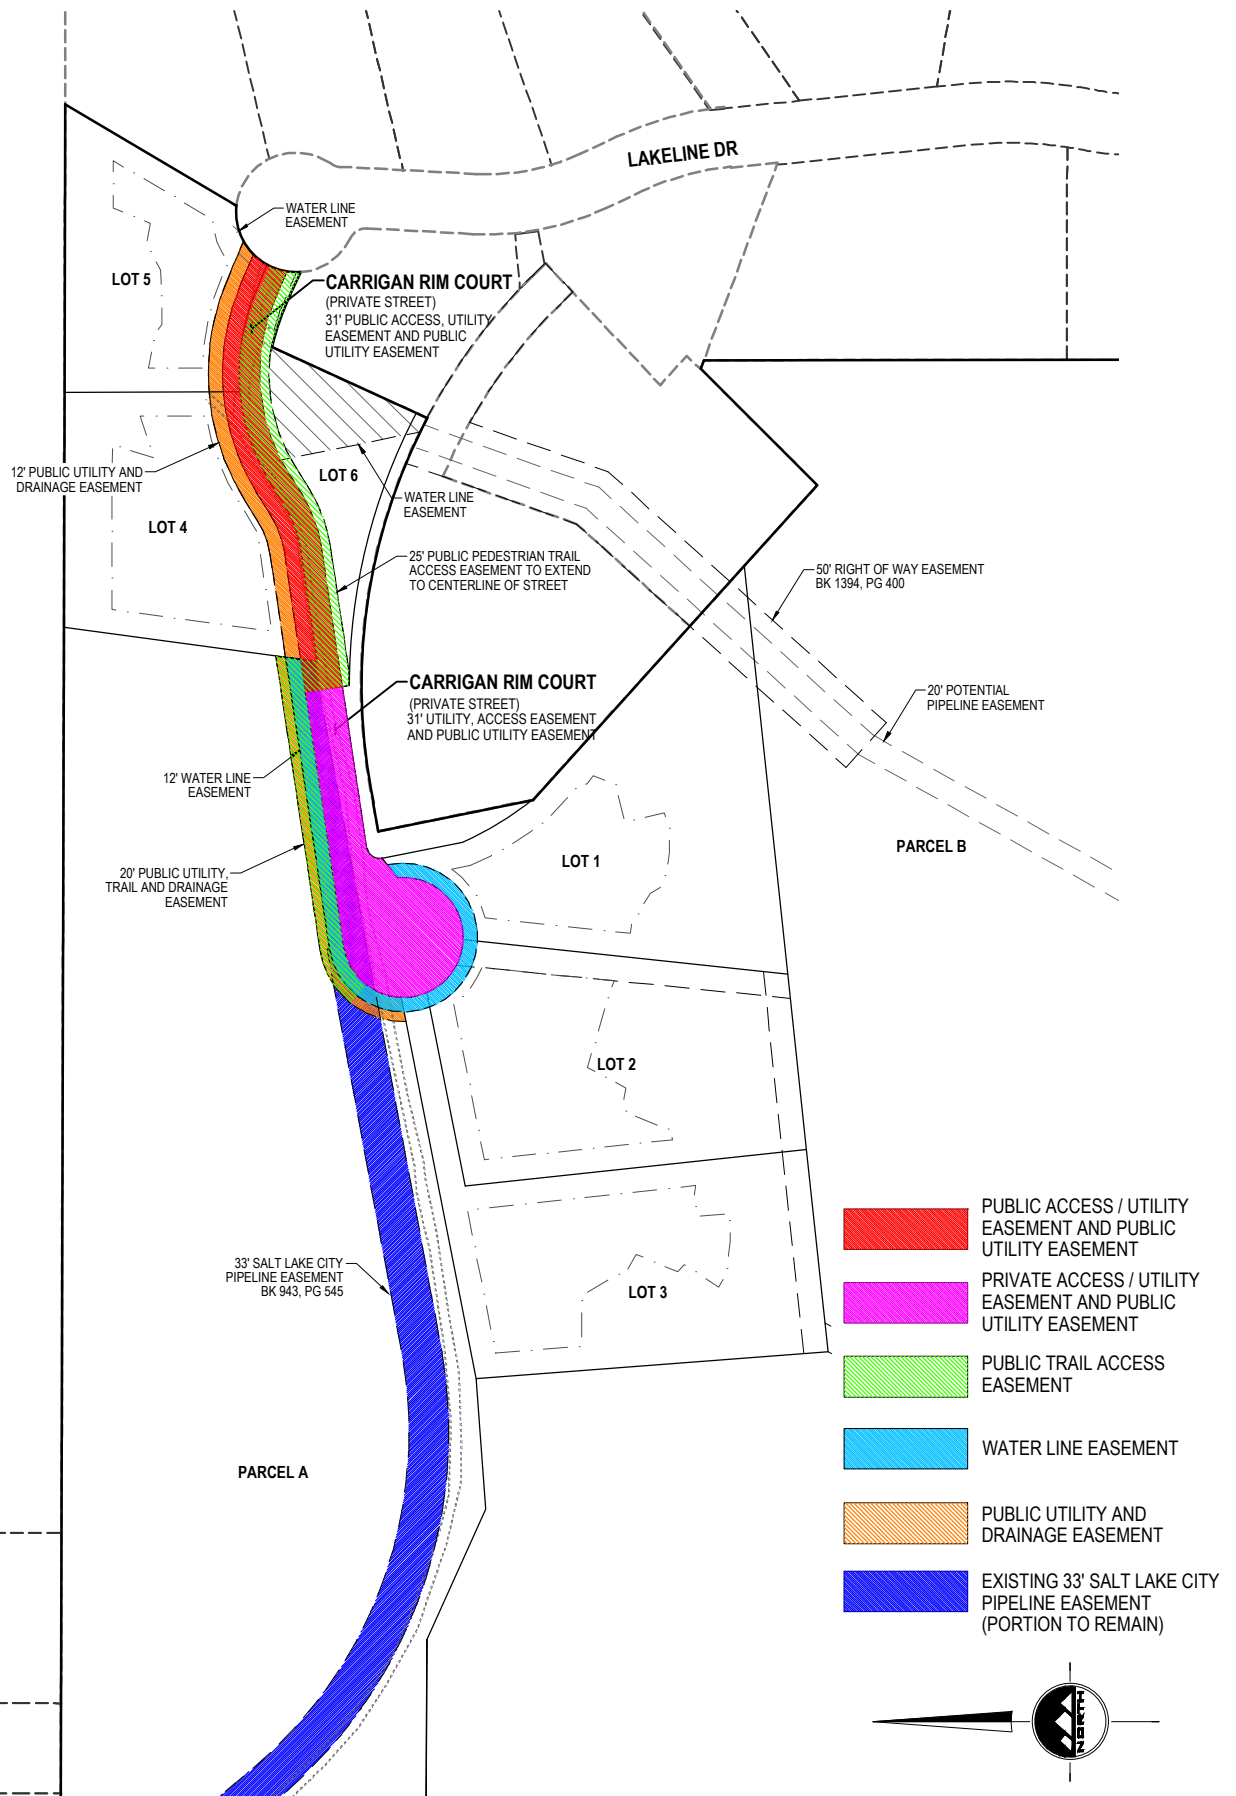 LAKELINE DR
WATER LINE
EASEMENT
LOT 5
CARRIGAN RIM COURT
(PRIVATE STREET)
31' PUBLIC ACCESS, UTILITY
EASEMENT AND PUBLIC
UTILITY EASEMENT
12' PUBLIC UTILITY AND
DRAINAGE EASEMENT
LOT 6
WATER LINE
EASEMENT
LOT 4
25' PUBLIC PEDESTRIAN TRAIL
ACCESS EASEMENT TO EXTEND
TO CENTERLINE OF STREET
50' RIGHT OF WAY EASEMENT
BK 1394, PG 400
CARRIGAN RIM COURT
(PRIVATE STREET)
31' UTILITY, ACCESS EASEMENT
AND PUBLIC UTILITY EASEMENT
20' POTENTIAL
PIPELINE EASEMENT
12' WATER LINE
EASEMENT
PARCEL B
LOT 1
20' PUBLIC UTILITY,
TRAIL AND DRAINAGE
EASEMENT
LOT 2
33' SALT LAKE CITY
PIPELINE EASEMENT
BK 943, PG 545
LOT 3
PARCEL A
PUBLIC ACCESS / UTILITY
EASEMENT AND PUBLIC
UTILITY EASEMENT
PRIVATE ACCESS / UTILITY
EASEMENT AND PUBLIC
UTILITY EASEMENT
PUBLIC TRAIL ACCESS
EASEMENT
WATER LINE EASEMENT
PUBLIC UTILITY AND
DRAINAGE EASEMENT
EXISTING 33' SALT LAKE CITY
PIPELINE EASEMENT
(PORTION TO REMAIN)
NORTH